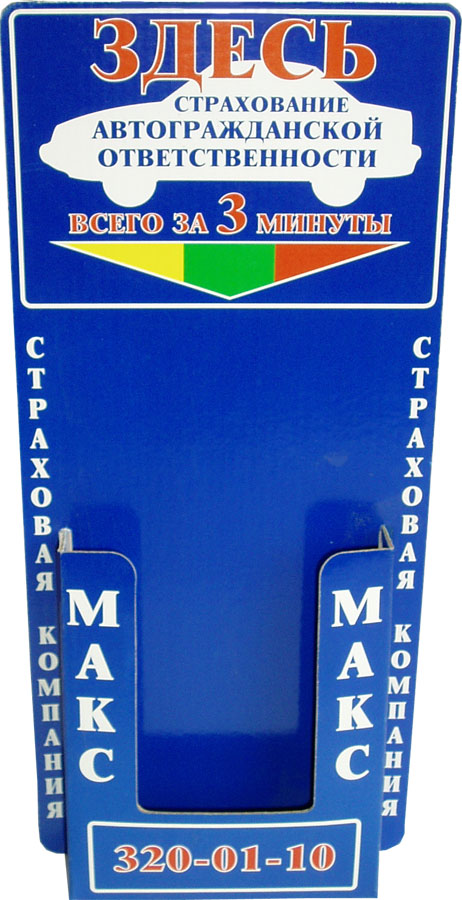 ЗДЕСЬ
СТРАХОВАНИЕ
АВТОГРАЖДАНСКОЙ
ОТВЕТСТВЕННОСТИ
ВСЕГО ЗА 3 МИНУТЫ
СТРАХОВАЯ КОМПАНИЯ
СТРАХОВАЯ КОМПАНИЯ
МАКС
МАКС
320-01-10